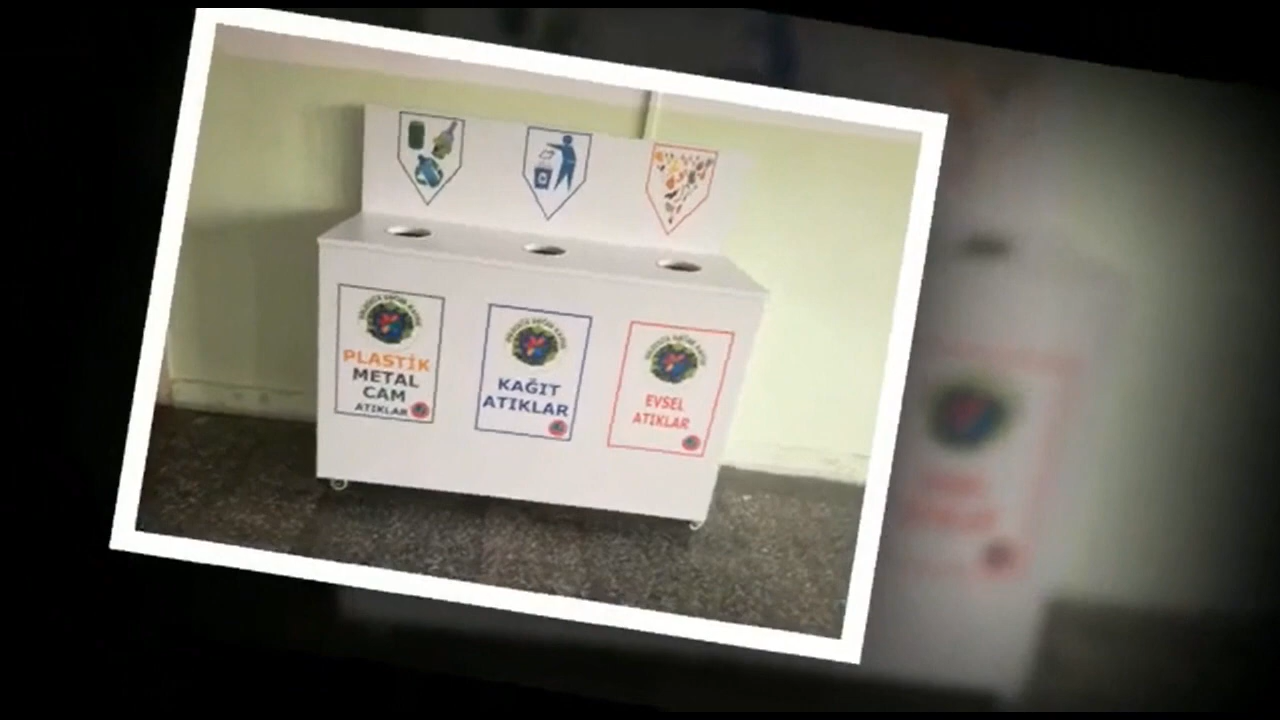 PLASTİK
METAL
CAM
ATIKLAR
KAĞIT
ATIKLAR
EVSEL
ATIKLAR